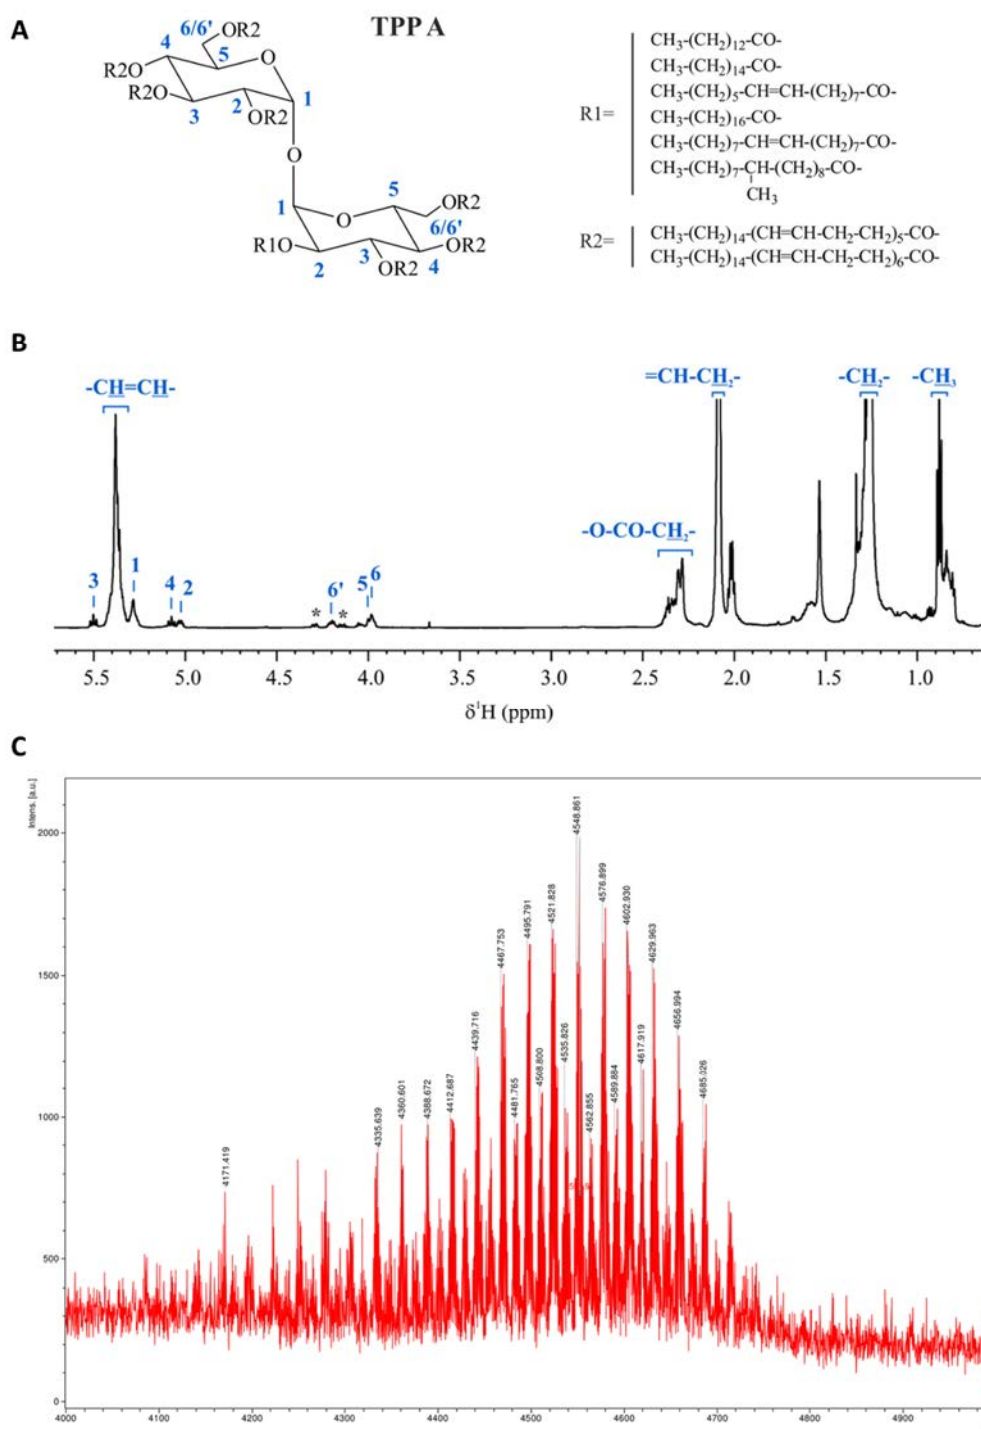 A
TPP A
6/6'
OR2
4
5
O
R2O
R2O
2
1
3
OR2
O
1
5
O
OR2
6/6'
R1O
OR2
2
3
OR2
4
R1=
CH₃-(CH₂)₁₂-CO-
CH₃-(CH₂)₁₄-CO-
CH₃-(CH₂)₅-CH=CH-(CH₂)₇-CO-
CH₃-(CH₂)₁₆-CO-
CH₃-(CH₂)₇-CH=CH-(CH₂)₇-CO-
CH₃-(CH₂)₇-CH-(CH₂)₈-CO-
CH₃
R2=
CH₃-(CH₂)₁₄-(CH=CH-CH₂-CH₂)₅-CO-
CH₃-(CH₂)₁₄-(CH=CH-CH₂-CH₂)₆-CO-
B
-CH=CH-
=CH-CH₂-
-CH₂-
-CH₃
-O-CO-CH₂-
3
1
4
2
*
6'
*
5
6
5.5 5.0 4.5 4.0 3.5 3.0 2.5 2.0 1.5 1.0
δ¹H (ppm)
C
Intens. [a.u.]
2000
1500
1000
500
0
4171.419
4335.639
4360.601
4388.672
4412.687
4439.716
4467.753
4481.765
4495.791
4508.800
4521.828
4535.826
4548.861
4562.855
4576.899
4589.884
4602.930
4617.919
4629.963
4656.994
4685.026
4000 4100 4200 4300 4400 4500 4600 4700 4800 4900